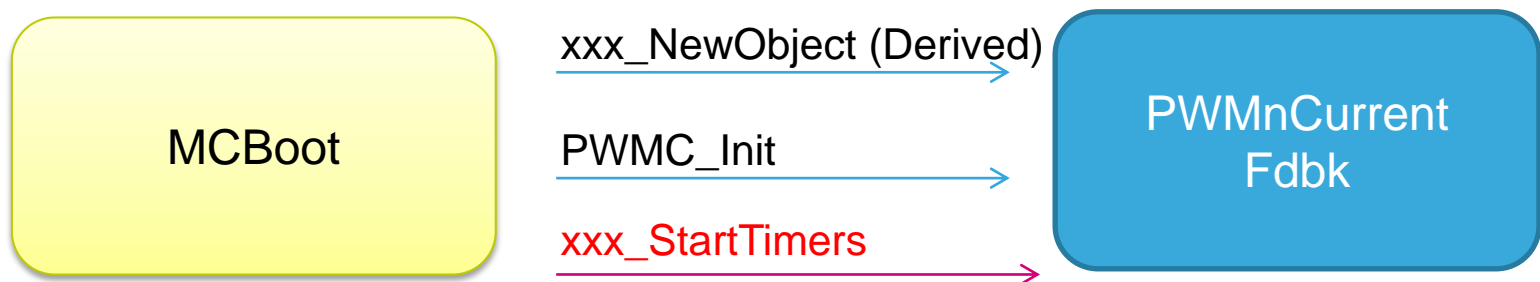 xxx_NewObject (Derived)
MCBoot
PWMC_Init
xxx_StartTimers
PWMnCurrent
Fdbk